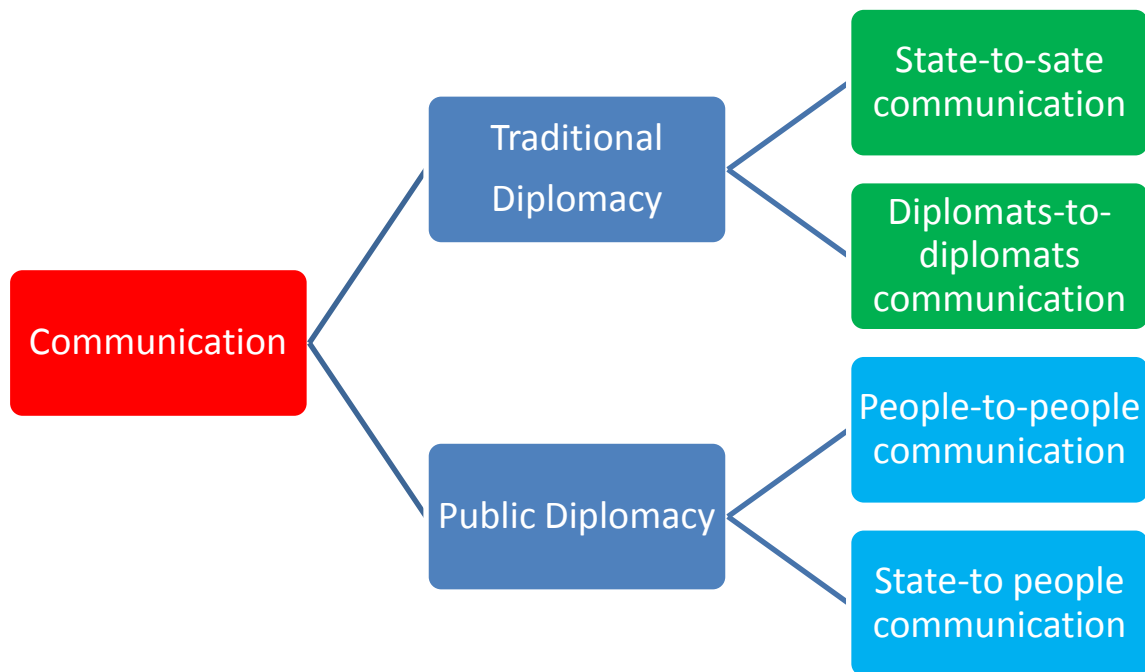 Communication
Traditional
Diplomacy
State-to-sate
communication
Diplomats-to-
diplomats
communication
Public Diplomacy
People-to-people
communication
State-to people
communication